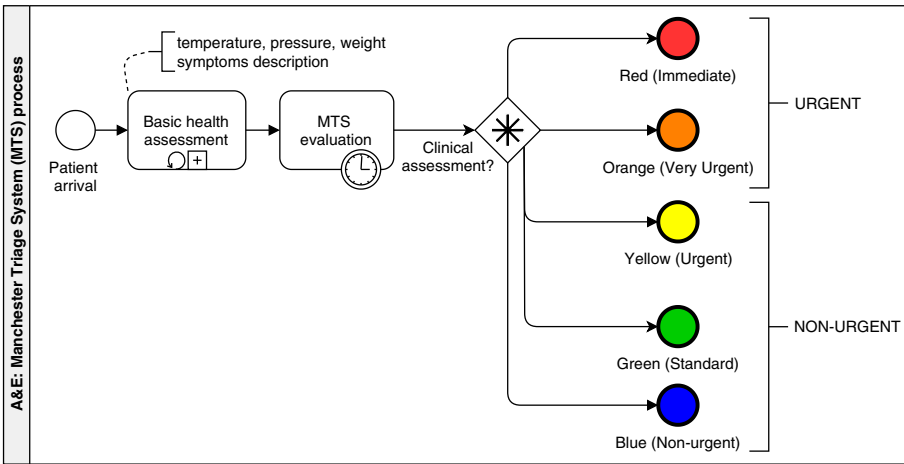 A&E: Manchester Triage System (MTS) process
temperature, pressure, weight
symptoms description
Patient
arrival
Basic health
assessment
MTS
evaluation
Clinical
assessment?
Red (Immediate)
Orange (Very Urgent)
URGENT
Yellow (Urgent)
Green (Standard)
Blue (Non-urgent)
NON-URGENT